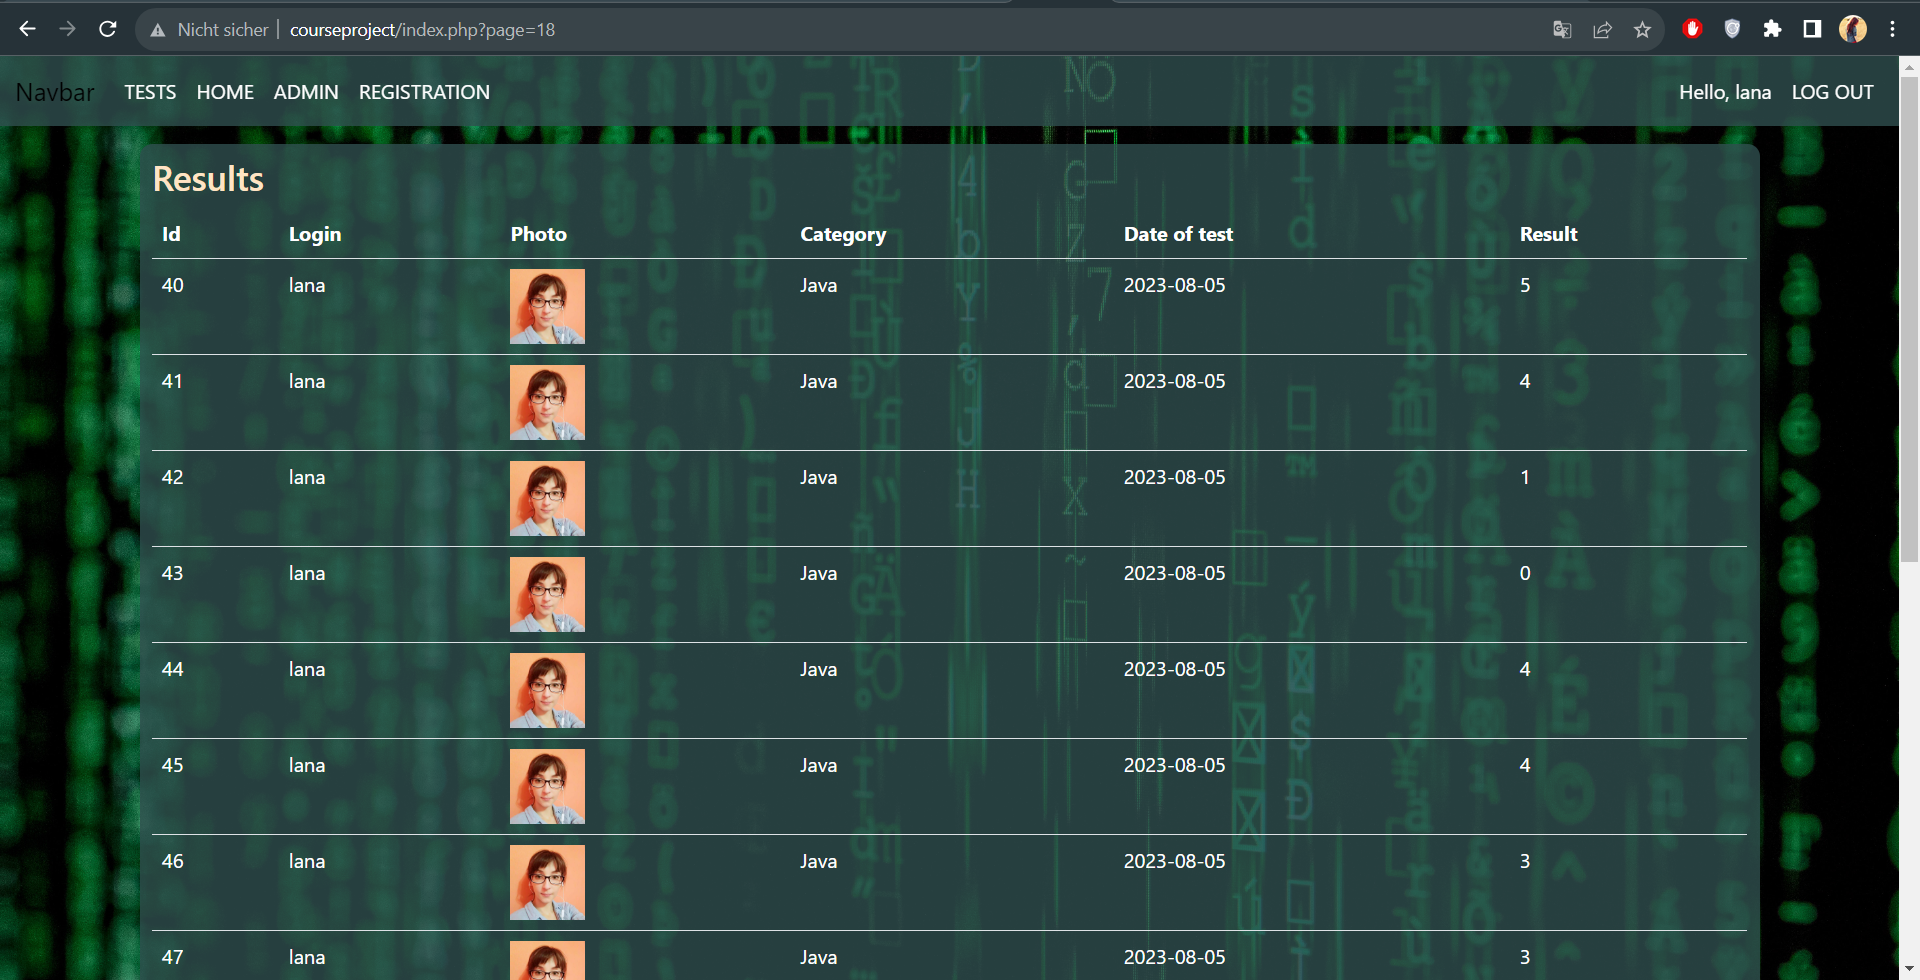 Nicht sicher courseproject/index.php?page=18
Navbar TESTS HOME ADMIN REGISTRATION Hello, lana LOG OUT
Results
Id Login Photo Category Date of test Result
40 lana Java 2023-08-05 5
41 lana Java 2023-08-05 4
42 lana Java 2023-08-05 1
43 lana Java 2023-08-05 0
44 lana Java 2023-08-05 4
45 lana Java 2023-08-05 4
46 lana Java 2023-08-05 3
47 lana Java 2023-08-05 3